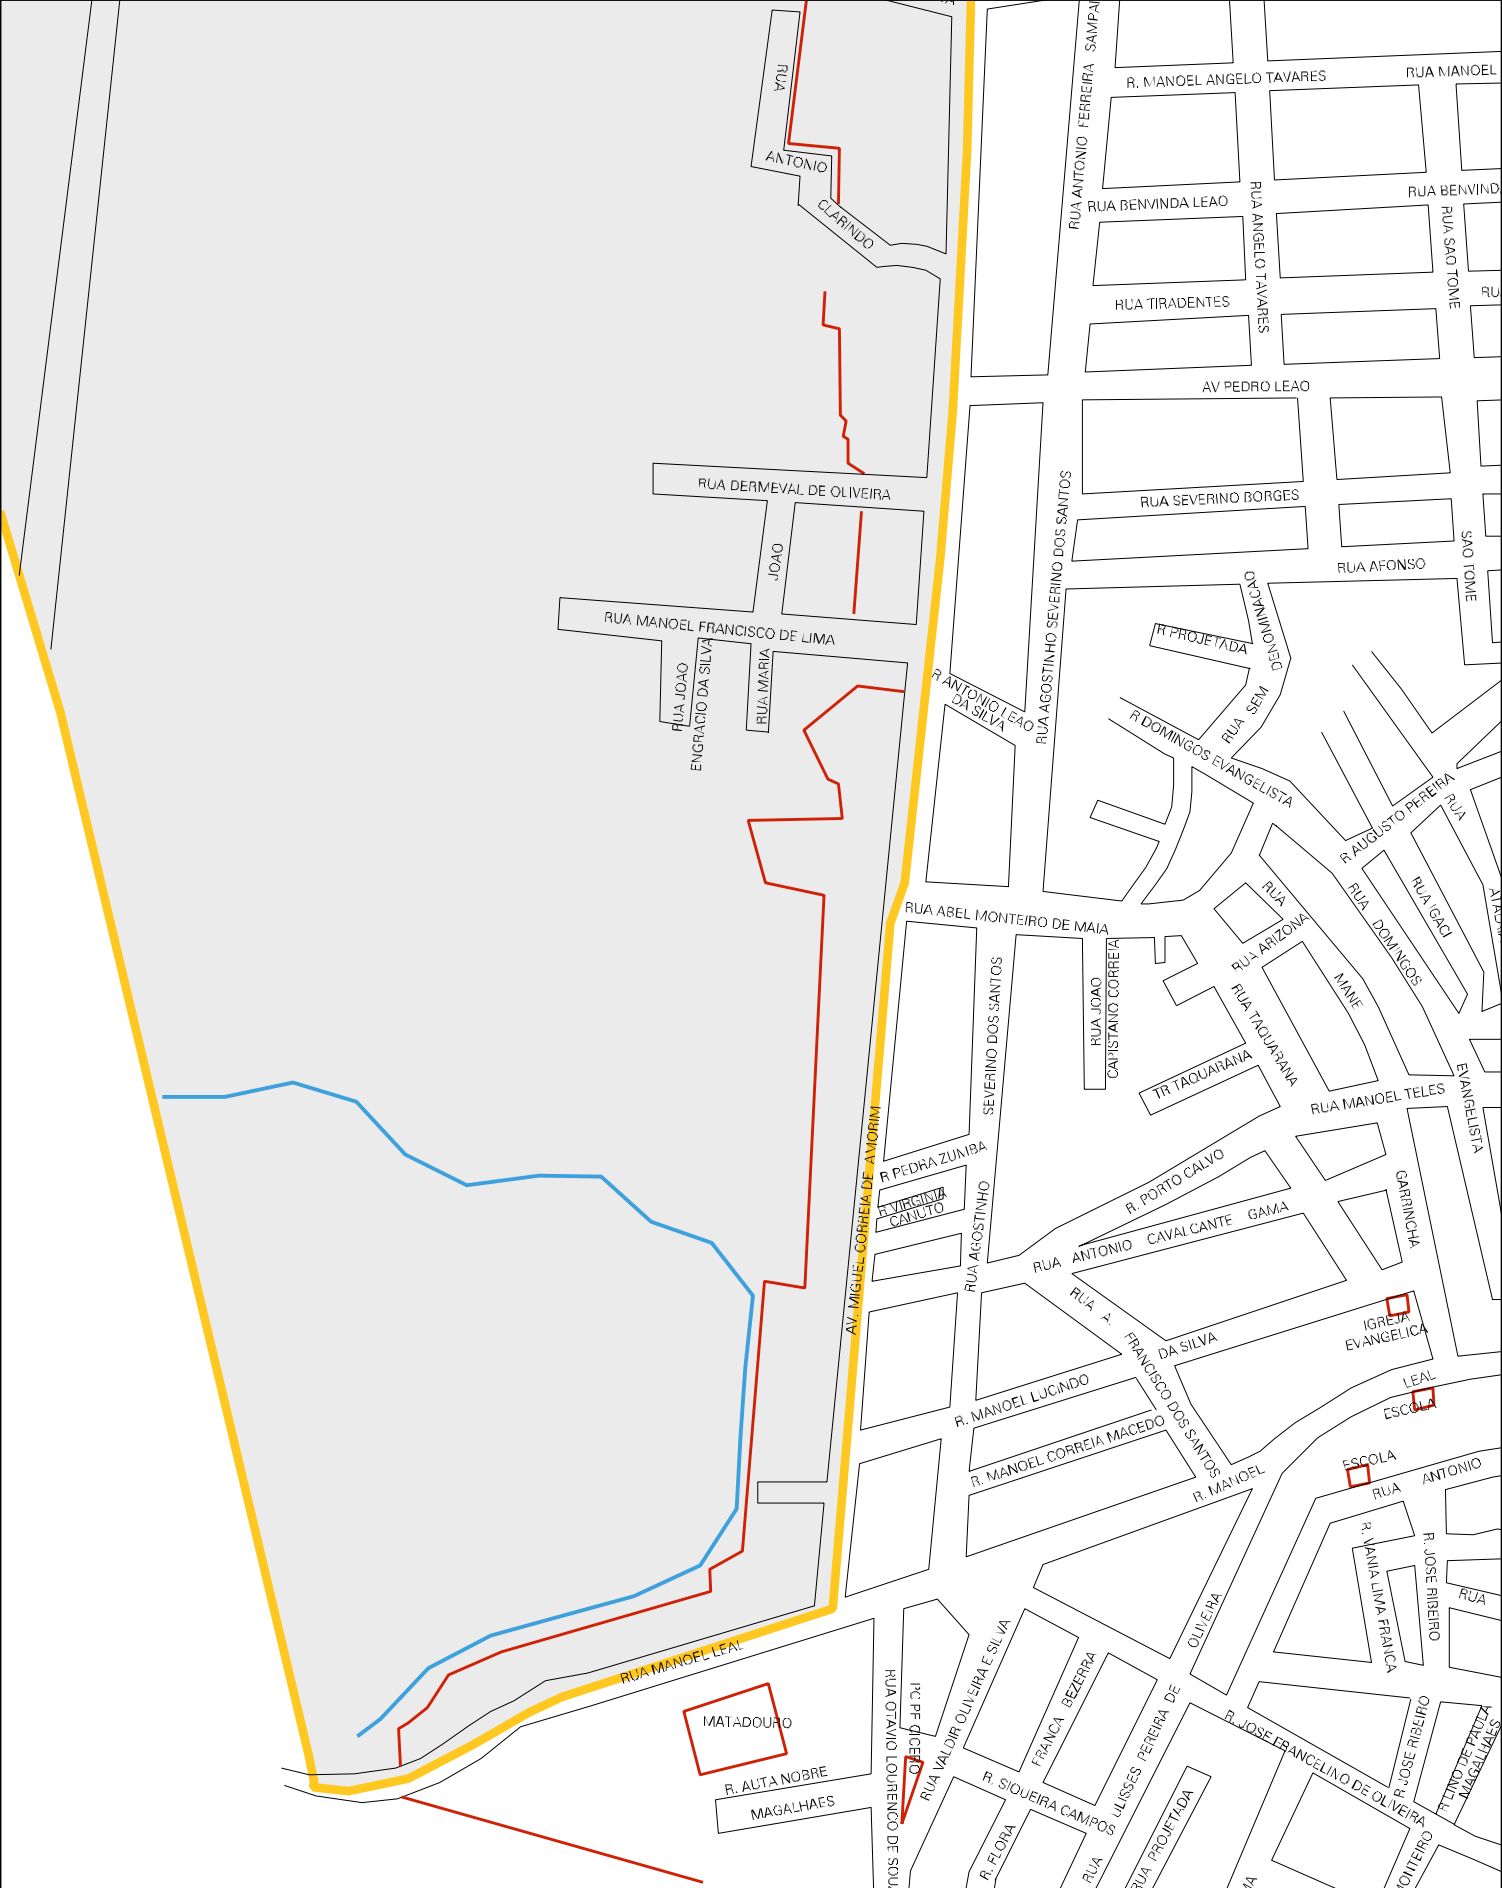 RUA
ANTONIO
CLARINDO
RUA ANTONIO FERREIRA SAMPAI
R. MANOEL ANGELO TAVARES
RUA MANOEL
RUA BENVINDA LEAO
RUA ANGELO TAVARES
RUA BENVINDA
RUA SAO TOME
RUA TIRADENTES
RU
AV PEDRO LEAO
RUA DERMEVAL DE OLIVEIRA
RUA SEVERINO BORGES
RUA AGOSTINHO SEVERINO DOS SANTOS
JOAO
RUA AFONSO
SAO TOME
RUA MANOEL FRANCISCO DE LIMA
RUA JOAO
ENGRACIO DA SILVA
RUA MARIA
R PROJETADA
RUA SEM
DENOMINACAO
R ANTONIO LEAO
DA SILVA
R DOMINGOS EVANGELISTA
R AUGUSTO PEREIRA
RUA
RUA ABEL MONTEIRO DE MAIA
RUA
MANE
RUA ARIZONA
RUA DOMINGOS
EVANGELISTA
RUA IGACI
SEVERINO DOS SANTOS
RUA JOAO
CAPISTANO CORREIA
RUA TAQUARANA
TR TAQUARANA
RUA MANOEL TELES
AV. MIGUEL CORREIA DE AMORIM
R PEDRA ZUMBA
R VIRGINIA
CANUTO
RUA AGOSTINHO
R. PORTO CALVO
GARRINCHA
RUA ANTONIO CAVALCANTE GAMA
RUA A. FRANCISCO DOS SANTOS
DA SILVA
IGREJA
EVANGELICA
R. MANOEL LUCINDO
LEAL
ESCOLA
R. MANOEL CORREIA MACEDO
R. MANOEL
ESCOLA
RUA ANTONIO
R. VANIA LIMA FRANCA
R. JOSE RIBEIRO
RUA
RUA MANOEL LEAL
OLIVEIRA
MATADOURO
RUA OTAVIO LOURENCO DE SOU
PC PE CICERO
RUA VALDIR OLIVEIRA E SILVA
FRANCA BEZERRA
RUA ULISSES PEREIRA DE
R. JOSE FRANCELINO DE OLIVEIRA
R JOSE RIBEIRO
R LINO DE PAULA
MAGALHAES
R. AUTA NOBRE
MAGALHAES
R. SIQUEIRA CAMPOS
R. FLORA
RUA PROJETADA
MONTEIRO